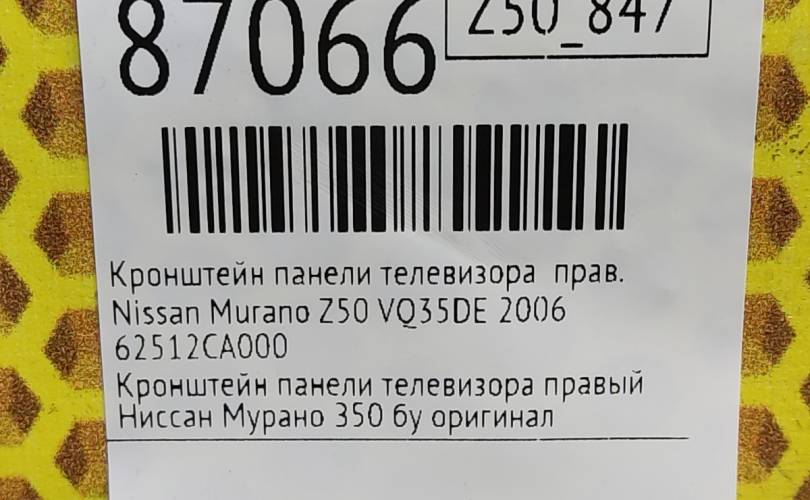 87066
Z50_847
Кронштейн панели телевизора прав.
Nissan Murano Z50 VQ35DE 2006
62512CA000
Кронштейн панели телевизора правый
Ниссан Мурано 350 бу оригинал